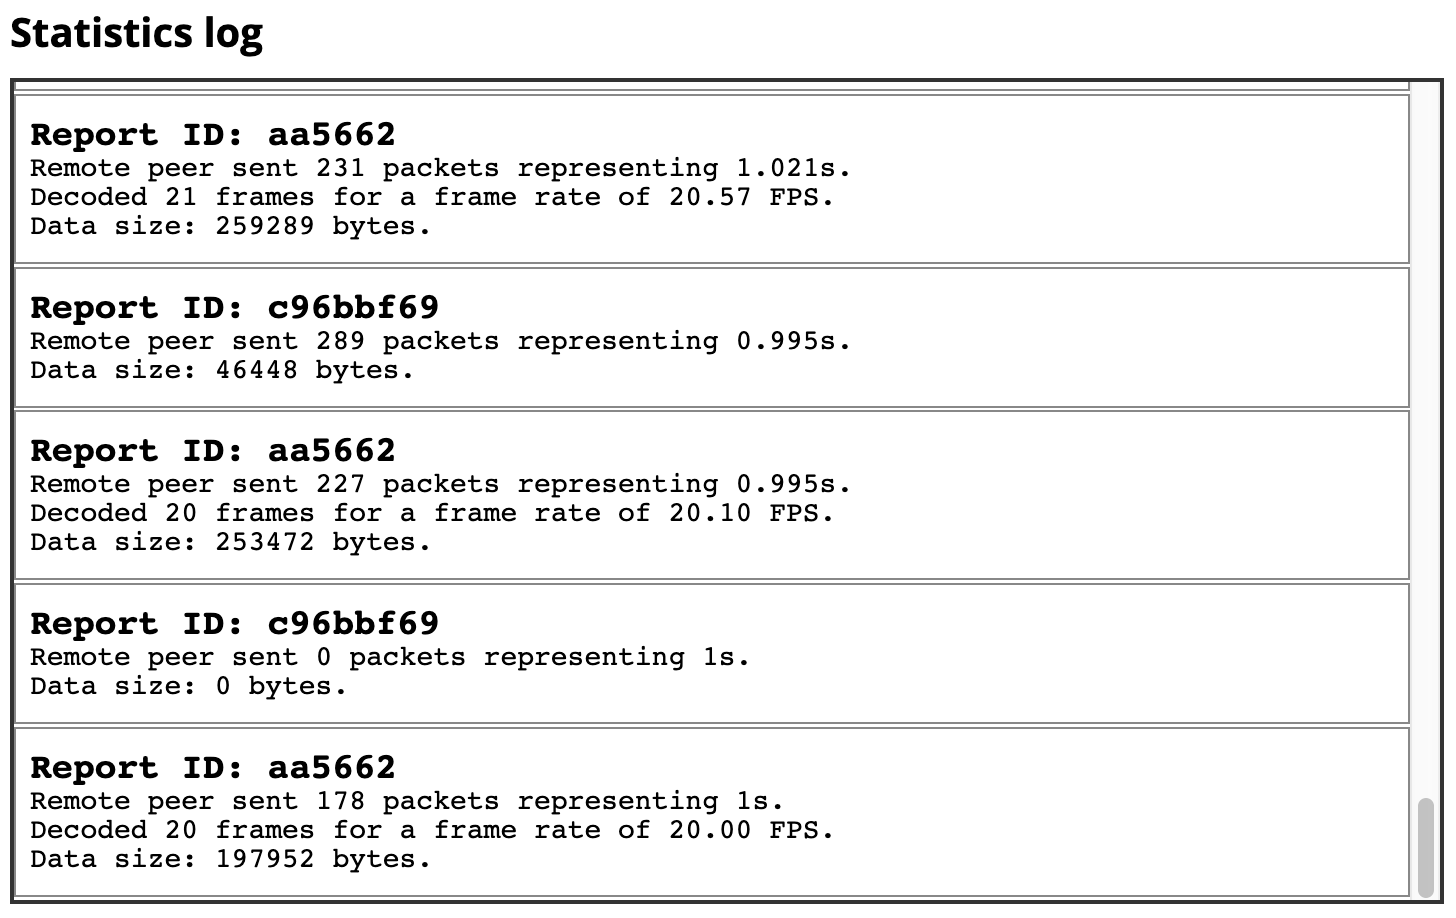 Statistics log
Report ID: aa5662
Remote peer sent 231 packets representing 1.021s.
Decoded 21 frames for a frame rate of 20.57 FPS.
Data size: 259289 bytes.
Report ID: c96bbf69
Remote peer sent 289 packets representing 0.995s.
Data size: 46448 bytes.
Report ID: aa5662
Remote peer sent 227 packets representing 0.995s.
Decoded 20 frames for a frame rate of 20.10 FPS.
Data size: 253472 bytes.
Report ID: c96bbf69
Remote peer sent 0 packets representing 1s.
Data size: 0 bytes.
Report ID: aa5662
Remote peer sent 178 packets representing 1s.
Decoded 20 frames for a frame rate of 20.00 FPS.
Data size: 197952 bytes.